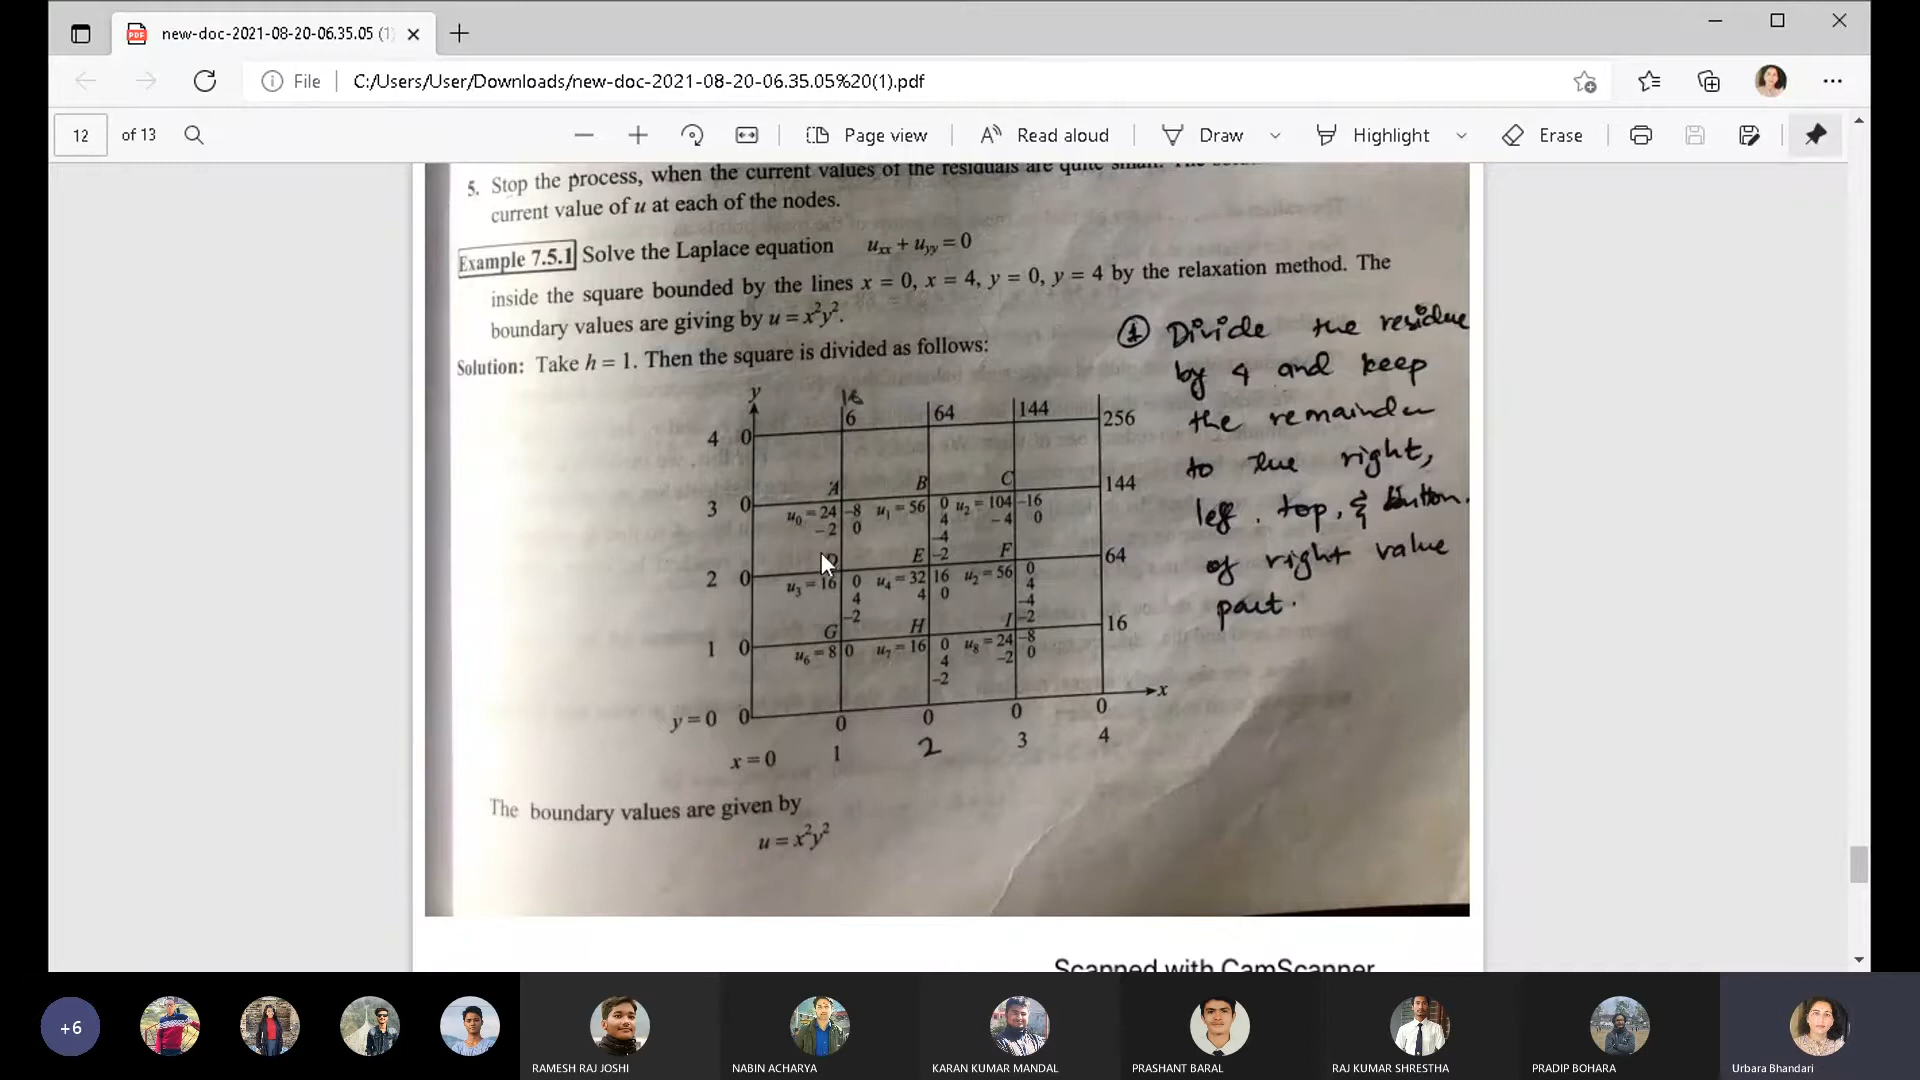 new-doc-2021-08-20-06.35.05 (1)
File
C:/Users/User/Downloads/new-doc-2021-08-20-06.35.05%20(1).pdf
12 of 13
Page view
Read aloud
Draw
Highlight
Erase
5. Stop the process, when the current values of the residuals are quite small. The
current value of u at each of the nodes.
Example 7.5.1 Solve the Laplace equation u_xx + u_yy = 0
inside the square bounded by the lines x = 0, x = 4, y = 0, y = 4 by the relaxation method. The
boundary values are giving by u = x²y².
Solution: Take h = 1. Then the square is divided as follows:
① Divide the residue
by 4 and keep
the remainder
to the right,
lef, top, &
of right value
part.
y
16
4 0 6 64 144 256
A B C
3 0 144
u₀ = 24 -8 u₁ = 56 0 u₂ = 104 -16
-2 0 4 -4 0
-4
D E -2 F
2 0 64
u₃ = 16 0 u₄ = 32 16 u₂ = 56 0
4 4 0 4
-4
-2 -2
G H I
1 0 16
u₆ = 8 0 u₇ = 16 0 u₈ = 24 -8
4 -2 0
-2
x
y = 0 0 0 0 0 0
x = 0 1 2 3 4
The boundary values are given by
u = x²y²
Scanned with CamScanner
+6
RAMESH RAJ JOSHI
NABIN ACHARYA
KARAN KUMAR MANDAL
PRASHANT BARAL
RAJ KUMAR SHRESTHA
PRADIP BOHARA
Urbara Bhandari